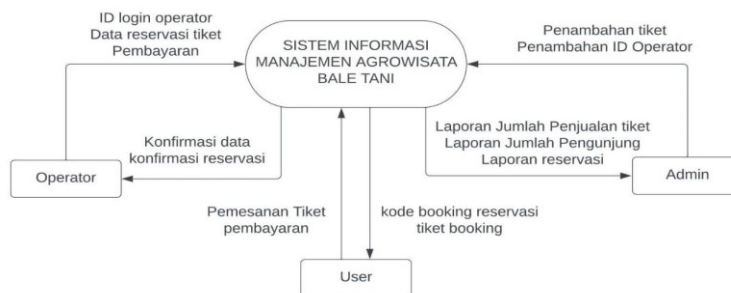 ID login operator
Data reservasi tiket
Pembayaran
SISTEM INFORMASI
MANAJEMEN AGROWISATA
BALE TANI
Penambahan tiket
Penambahan ID Operator
Konfirmasi data
konfirmasi reservasi
Laporan Jumlah Penjualan tiket
Laporan Jumlah Pengunjung
Laporan reservasi
Operator
Admin
Pemesanan Tiket
pembayaran
kode booking reservasi
tiket booking
User